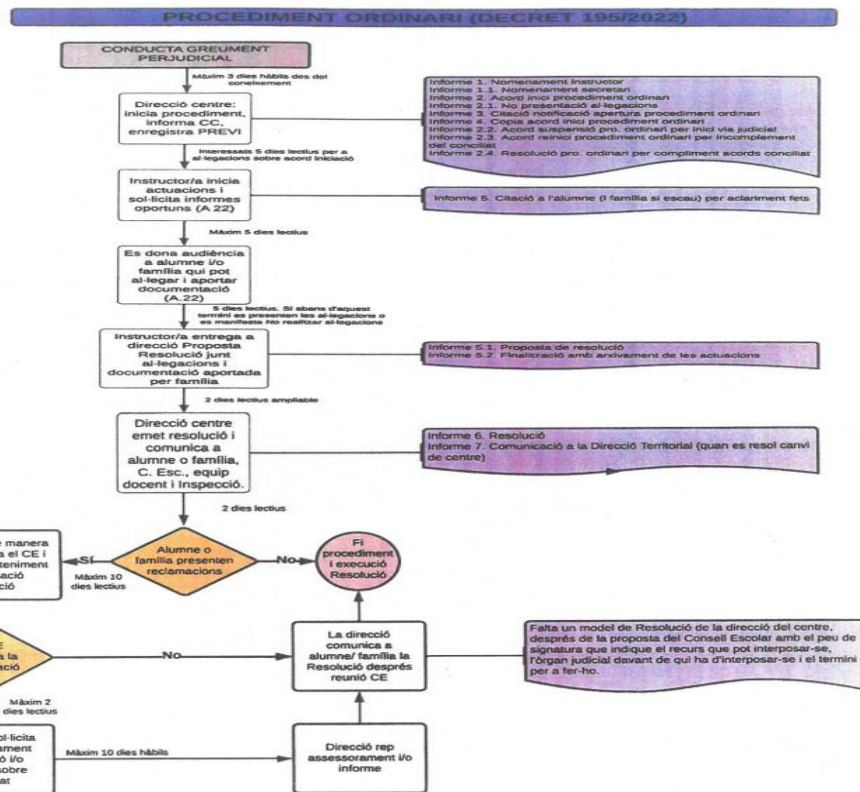 PROCEDIMENT ORDINARI (DECRET 195/2022)
CONDUCTA GREUMENT
PERJUDICIAL
Màxim 3 dies hàbils des del
coneixement
Direcció centre:
inicia procediment,
informa CC,
enregistra PREVI
Informe 1. Nomenament instructor
Informe 1.1. Nomenament secretari
Informe 2. Acord inici procediment ordinari
Informe 2.1. No presentació al·legacions
Informe 3. Citació notificació apertura procediment ordinari
Informe 4. Copia acord inici procediment ordinari
Informe 2.2. Acord suspensió pro. ordinari per inici via judicial
Informe 2.3. Acord reinici procediment ordinari per incomplement
del conciliat
Informe 2.4. Resolució pro. ordinari per compliment acords conciliat
Interessats 5 dies lectius per a
al·legacions sobre acord iniciació
Instructor/a inicia
actuacions i
sol·licita informes
oportuns (A 22)
Informe 5. Citació a l'alumne (i família si escau) per aclariment fets
Màxim 5 dies lectius
Es dona audiència
a alumne i/o
família qui pot
al·legar i aportar
documentació
(A.22)
5 dies lectius. Si abans d'aquest
termini es presenten les al·legacions o
es manifesta No realitzar al·legacions
Instructor/a entrega a
direcció Proposta
Resolució junt
al·legacions i
documentació aportada
per família
Informe 5.1. Proposta de resolució
Informe 5.2. Finalització amb arxivament de les actuacions
2 dies lectius ampliable
Direcció centre
emet resolució i
comunica a
alumne o família,
C. Esc., equip
docent i Inspecció.
Informe 6. Resolució
Informe 7. Comunicació a la Direcció Territorial (quan es resol canvi
de centre)
2 dies lectius
e manera
a el CE i
teniment
ació
ció
Sí
Màxim 10
dies lectius
Alumne o
família presenten
reclamacions
No
Fi
procediment
i execució
Resolució
E
a la
ació
No
La direcció
comunica a
alumne/ família la
Resolució després
reunió CE
Falta un model de Resolució de la direcció del centre,
després de la proposta del Consell Escolar amb el peu de
signatura que indique el recurs que pot interposar-se,
l'òrgan judicial davant de qui ha d'interposar-se i el termini
per a fer-ho.
Màxim 2
dies lectius
ol·licita
ament
ó i/o
sobre
at
Màxim 10 dies hàbils
Direcció rep
assessorament i/o
informe